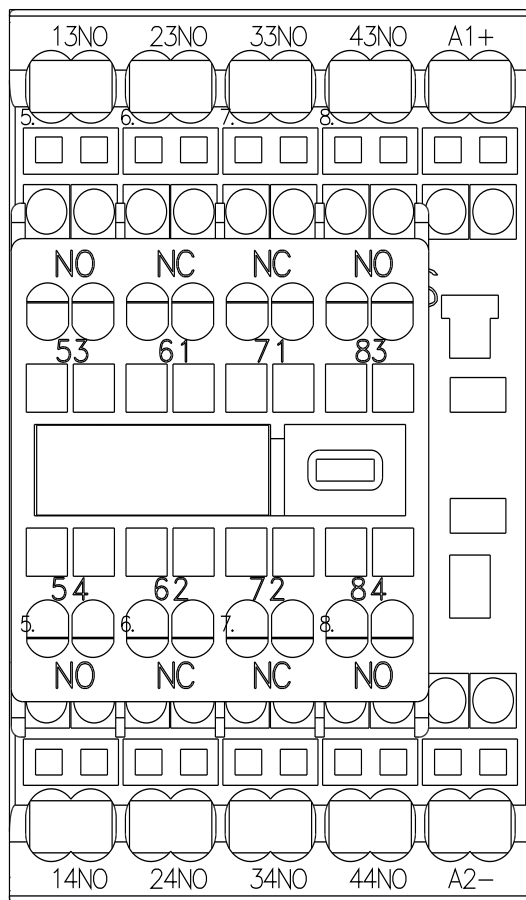 13NO 23NO 33NO 43NO A1+
5. 6. 7. 8.
NO NC NC NO
53 61 71 83
54 62 72 84
5. 6. 7. 8.
NO NC NC NO
14NO 24NO 34NO 44NO A2-